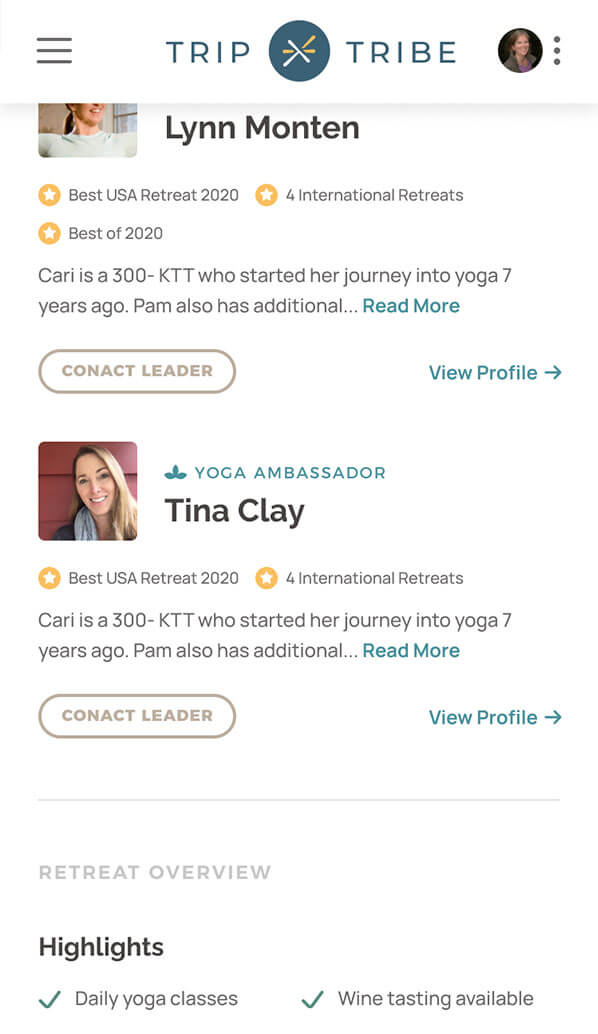 TRIP TRIBE
Lynn Monten
Best USA Retreat 2020 4 International Retreats
Best of 2020
Cari is a 300- KTT who started her journey into yoga 7
years ago. Pam also has additional... Read More
CONACT LEADER View Profile
YOGA AMBASSADOR
Tina Clay
Best USA Retreat 2020 4 International Retreats
Cari is a 300- KTT who started her journey into yoga 7
years ago. Pam also has additional... Read More
CONACT LEADER View Profile
RETREAT OVERVIEW
Highlights
Daily yoga classes Wine tasting available